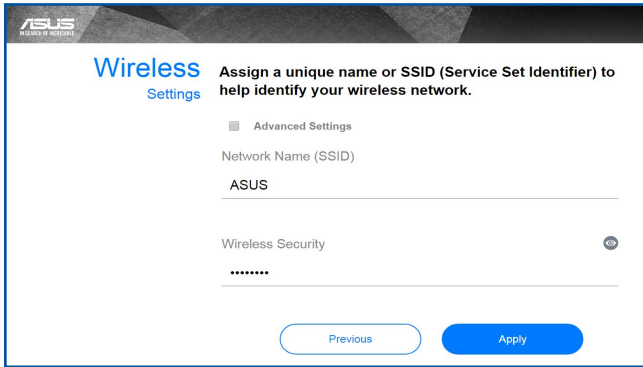 ASUS
IN SEARCH OF INCREDIBLE
Wireless
Settings
Assign a unique name or SSID (Service Set Identifier) to
help identify your wireless network.
Advanced Settings
Network Name (SSID)
ASUS
Wireless Security
••••••••
Previous
Apply